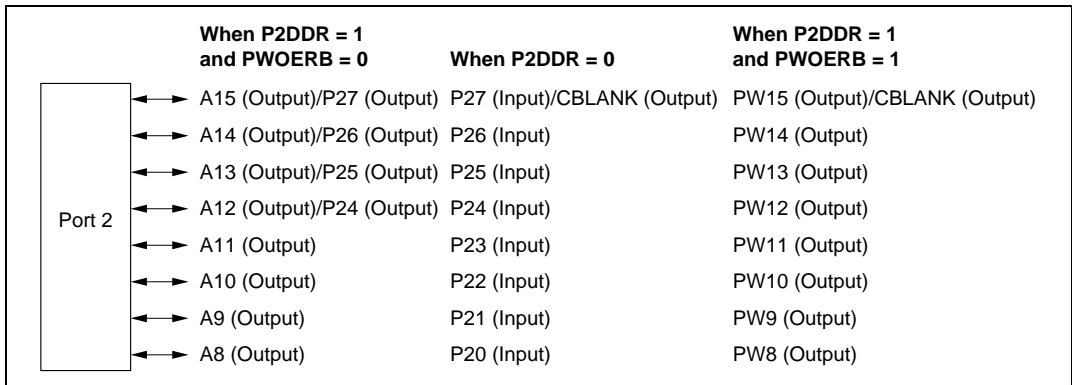 When P2DDR = 1 and PWOERB = 0
When P2DDR = 0
When P2DDR = 1 and PWOERB = 1
Port 2
A15 (Output)/P27 (Output) P27 (Input)/CBLANK (Output) PW15 (Output)/CBLANK (Output)
A14 (Output)/P26 (Output) P26 (Input) PW14 (Output)
A13 (Output)/P25 (Output) P25 (Input) PW13 (Output)
A12 (Output)/P24 (Output) P24 (Input) PW12 (Output)
A11 (Output) P23 (Input) PW11 (Output)
A10 (Output) P22 (Input) PW10 (Output)
A9 (Output) P21 (Input) PW9 (Output)
A8 (Output) P20 (Input) PW8 (Output)